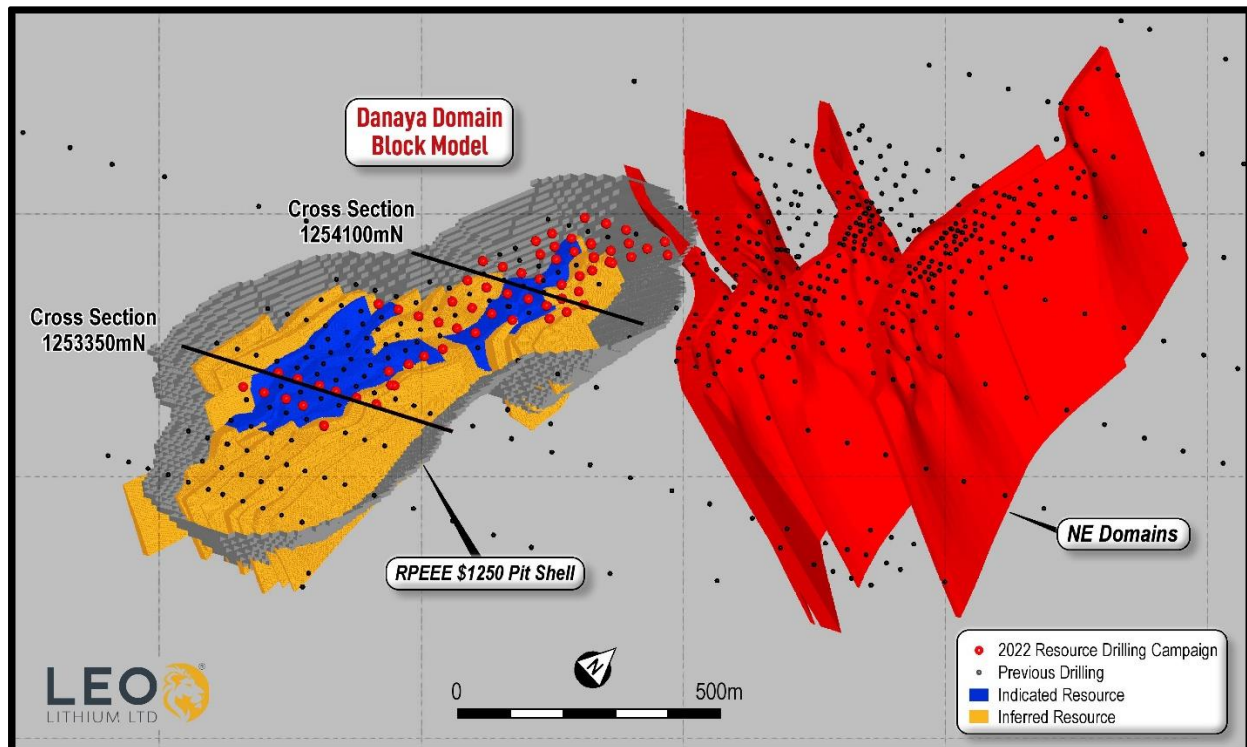 Danaya Domain
Block Model
Cross Section
1254100mN
Cross Section
1253350mN
NE Domains
RPEEE $1250 Pit Shell
N
0 500m
LEO
LITHIUM LTD
®
2022 Resource Drilling Campaign
Previous Drilling
Indicated Resource
Inferred Resource